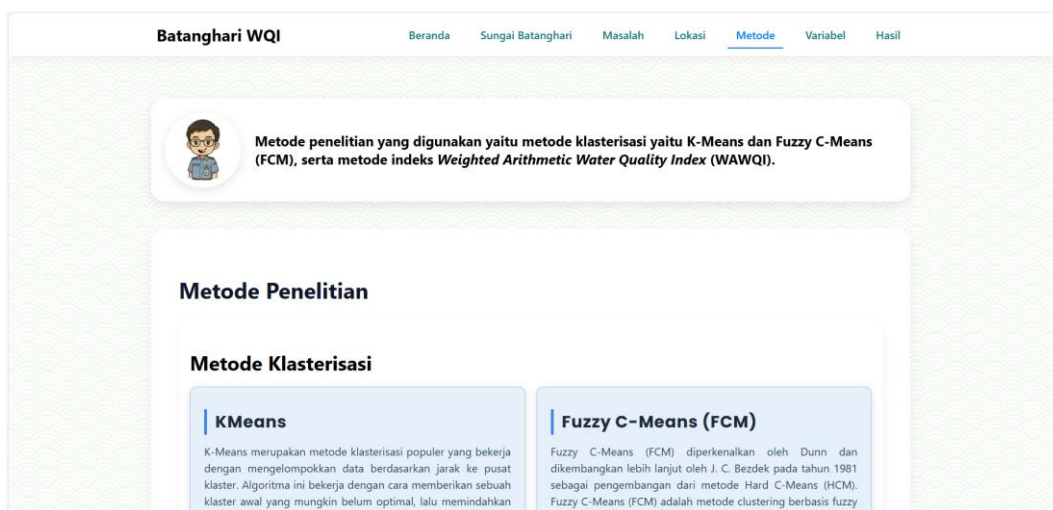 Batanghari WQI
Beranda Sungai Batanghari Masalah Lokasi Metode Variabel Hasil
Metode penelitian yang digunakan yaitu metode klasterisasi yaitu K-Means dan Fuzzy C-Means
(FCM), serta metode indeks Weighted Arithmetic Water Quality Index (WAWQI).
Metode Penelitian
Metode Klasterisasi
KMeans
K-Means merupakan metode klasterisasi populer yang bekerja
dengan mengelompokkan data berdasarkan jarak ke pusat
klaster. Algoritma ini bekerja dengan cara memberikan sebuah
klaster awal yang mungkin belum optimal, lalu memindahkan
Fuzzy C-Means (FCM)
Fuzzy C-Means (FCM) diperkenalkan oleh Dunn dan
dikembangkan lebih lanjut oleh J. C. Bezdek pada tahun 1981
sebagai pengembangan dari metode Hard C-Means (HCM).
Fuzzy C-Means (FCM) adalah metode clustering berbasis fuzzy